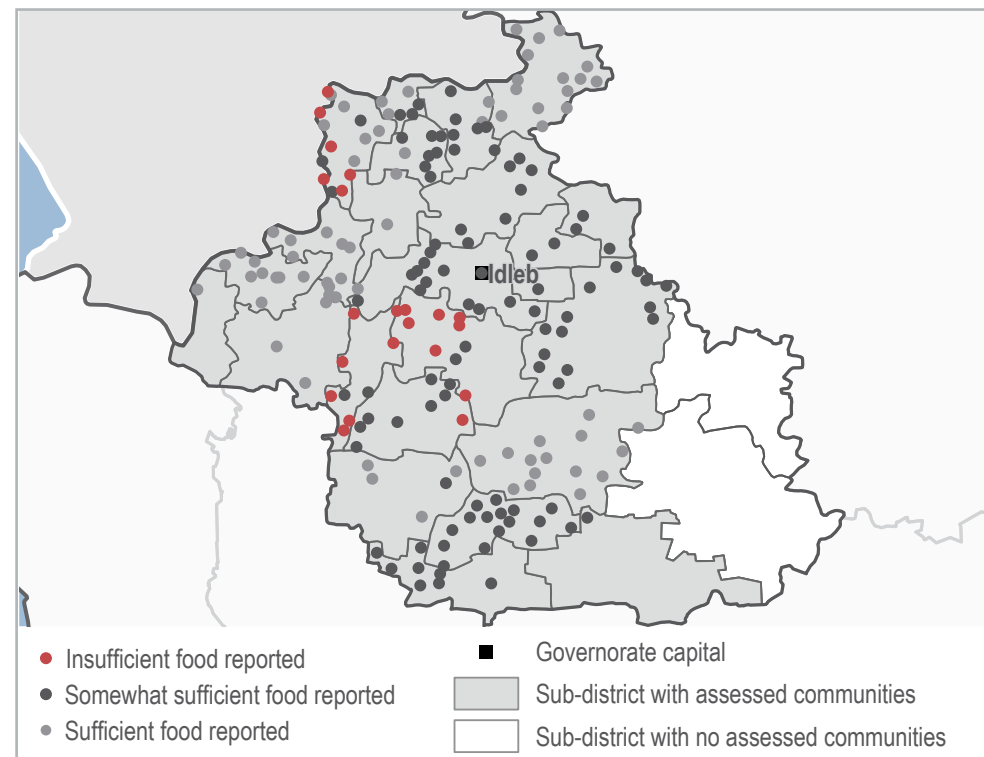 Idleb
Insufficient food reported
Somewhat sufficient food reported
Sufficient food reported
Governorate capital
Sub-district with assessed communities
Sub-district with no assessed communities